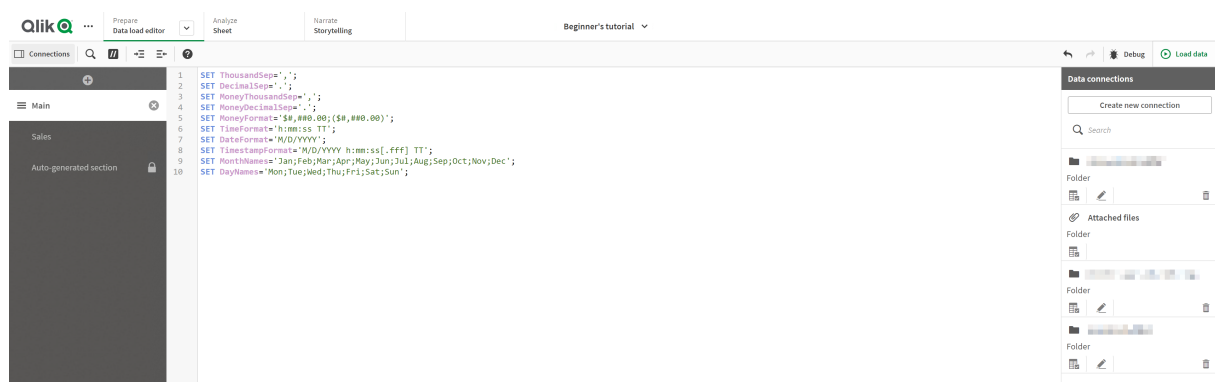 Qlik
Prepare
Data load editor
Analyze
Sheet
Narrate
Storytelling
Beginner's tutorial
Connections
//
?
Debug
Load data
Main
Sales
Auto-generated section
1 SET ThousandSep=',';
2 SET DecimalSep='.';
3 SET MoneyThousandSep=',';
4 SET MoneyDecimalSep='.';
5 SET MoneyFormat='$#,##0.00;($#,##0.00)';
6 SET TimeFormat='h:mm:ss TT';
7 SET DateFormat='M/D/YYYY';
8 SET TimestampFormat='M/D/YYYY h:mm:ss[.fff] TT';
9 SET MonthNames='Jan;Feb;Mar;Apr;May;Jun;Jul;Aug;Sep;Oct;Nov;Dec';
10 SET DayNames='Mon;Tue;Wed;Thu;Fri;Sat;Sun';
Data connections
Create new connection
Search
Folder
Attached files
Folder
Folder
Folder